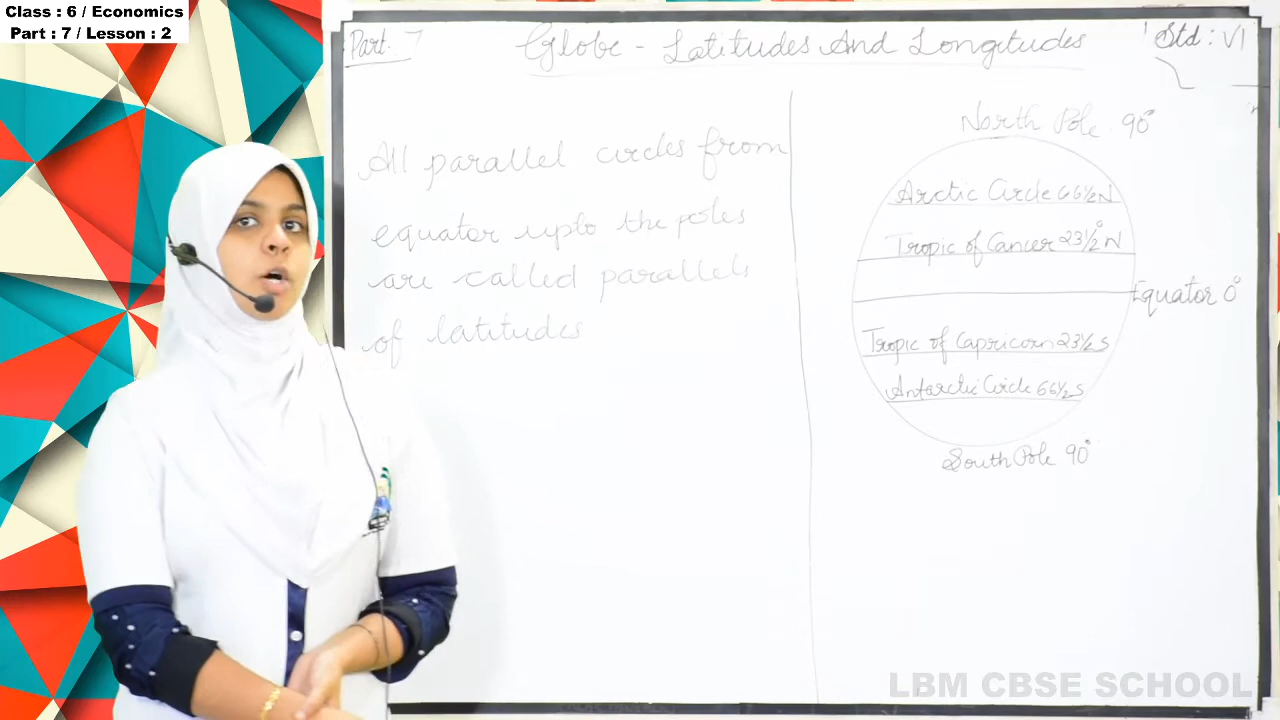 Class : 6 / Economics
Part : 7 / Lesson : 2
Part. 7
Globe - Latitudes And Longitudes
Std : VI
All parallel circles from
equator upto the poles
are called parallels
of latitudes
North Pole 90°
Arctic Circle 66½N
Tropic of Cancer 23½°N
Equator 0°
Tropic of Capricorn 23½S
Antarctic Circle 66½S
South Pole 90°
LBM CBSE SCHOOL